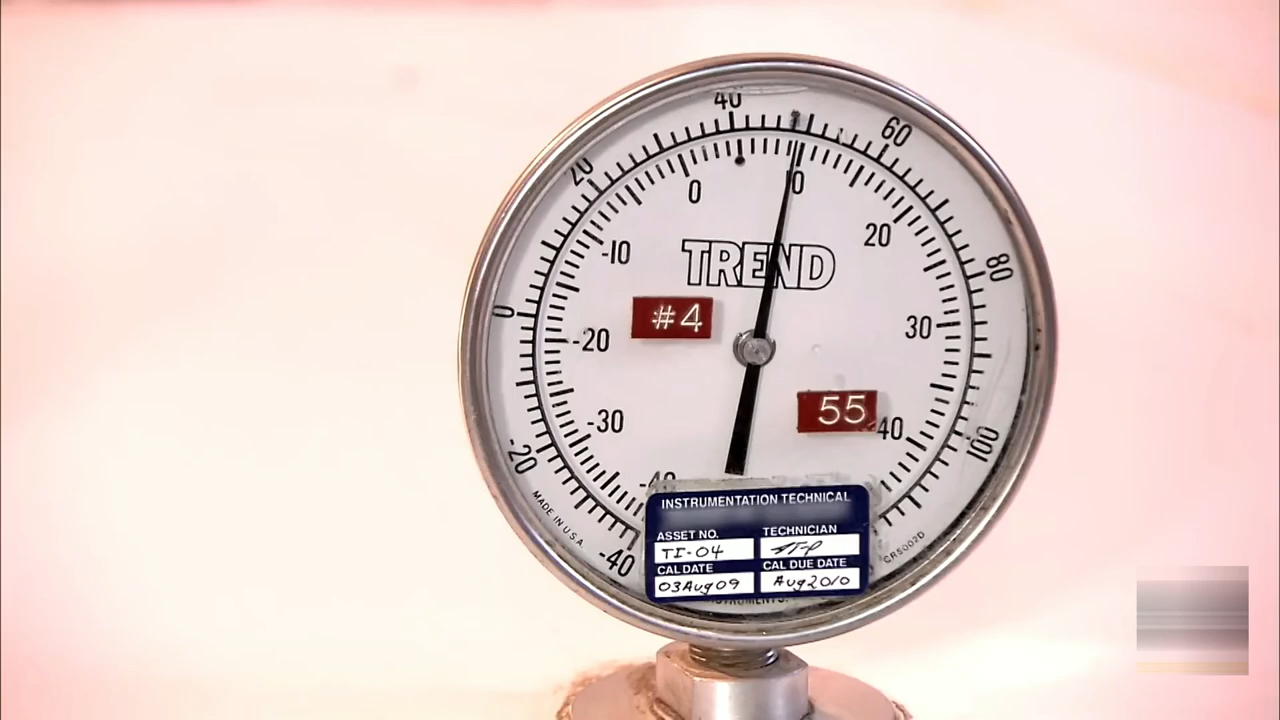 40
60
20
0
10
-10
20
TREND
80
0
#4
-20
30
55
-30
40
-20
100
-40
INSTRUMENTATION TECHNICAL
MADE IN U.S.A.
ASSET NO. TECHNICIAN
TI-04
CAL DATE CAL DUE DATE
03Aug09 Aug2010
-40